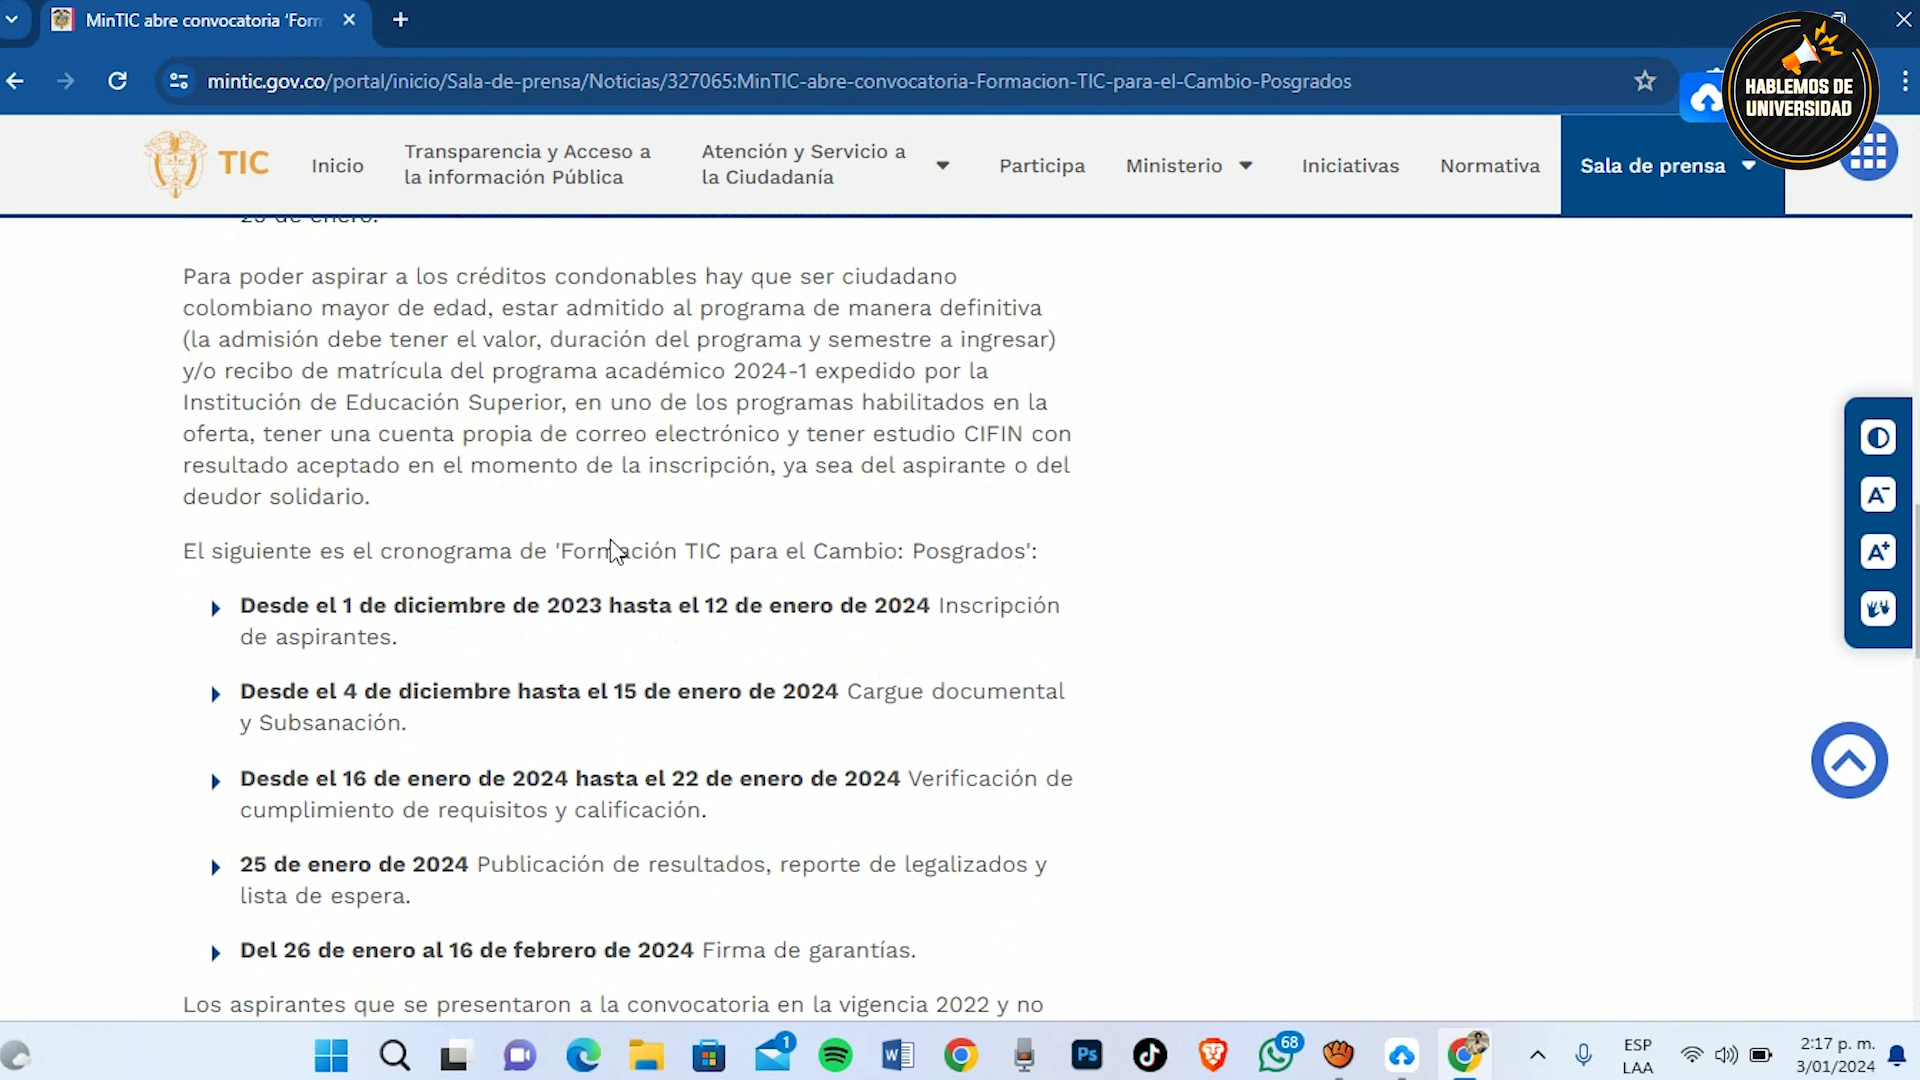 MinTIC abre convocatoria 'Form
mintic.gov.co/portal/inicio/Sala-de-prensa/Noticias/327065:MinTIC-abre-convocatoria-Formacion-TIC-para-el-Cambio-Posgrados
HABLEMOS DE
UNIVERSIDAD
TIC
Inicio
Transparencia y Acceso a
la información Pública
Atención y Servicio a
la Ciudadanía
Participa
Ministerio
Iniciativas
Normativa
Sala de prensa
de enero.
Para poder aspirar a los créditos condonables hay que ser ciudadano
colombiano mayor de edad, estar admitido al programa de manera definitiva
(la admisión debe tener el valor, duración del programa y semestre a ingresar)
y/o recibo de matrícula del programa académico 2024-1 expedido por la
Institución de Educación Superior, en uno de los programas habilitados en la
oferta, tener una cuenta propia de correo electrónico y tener estudio CIFIN con
resultado aceptado en el momento de la inscripción, ya sea del aspirante o del
deudor solidario.
El siguiente es el cronograma de 'Formación TIC para el Cambio: Posgrados':
Desde el 1 de diciembre de 2023 hasta el 12 de enero de 2024 Inscripción
de aspirantes.
Desde el 4 de diciembre hasta el 15 de enero de 2024 Cargue documental
y Subsanación.
Desde el 16 de enero de 2024 hasta el 22 de enero de 2024 Verificación de
cumplimiento de requisitos y calificación.
25 de enero de 2024 Publicación de resultados, reporte de legalizados y
lista de espera.
Del 26 de enero al 16 de febrero de 2024 Firma de garantías.
Los aspirantes que se presentaron a la convocatoria en la vigencia 2022 y no
A-
A+
1
W
Ps
68
ESP
LAA
2:17 p. m.
3/01/2024